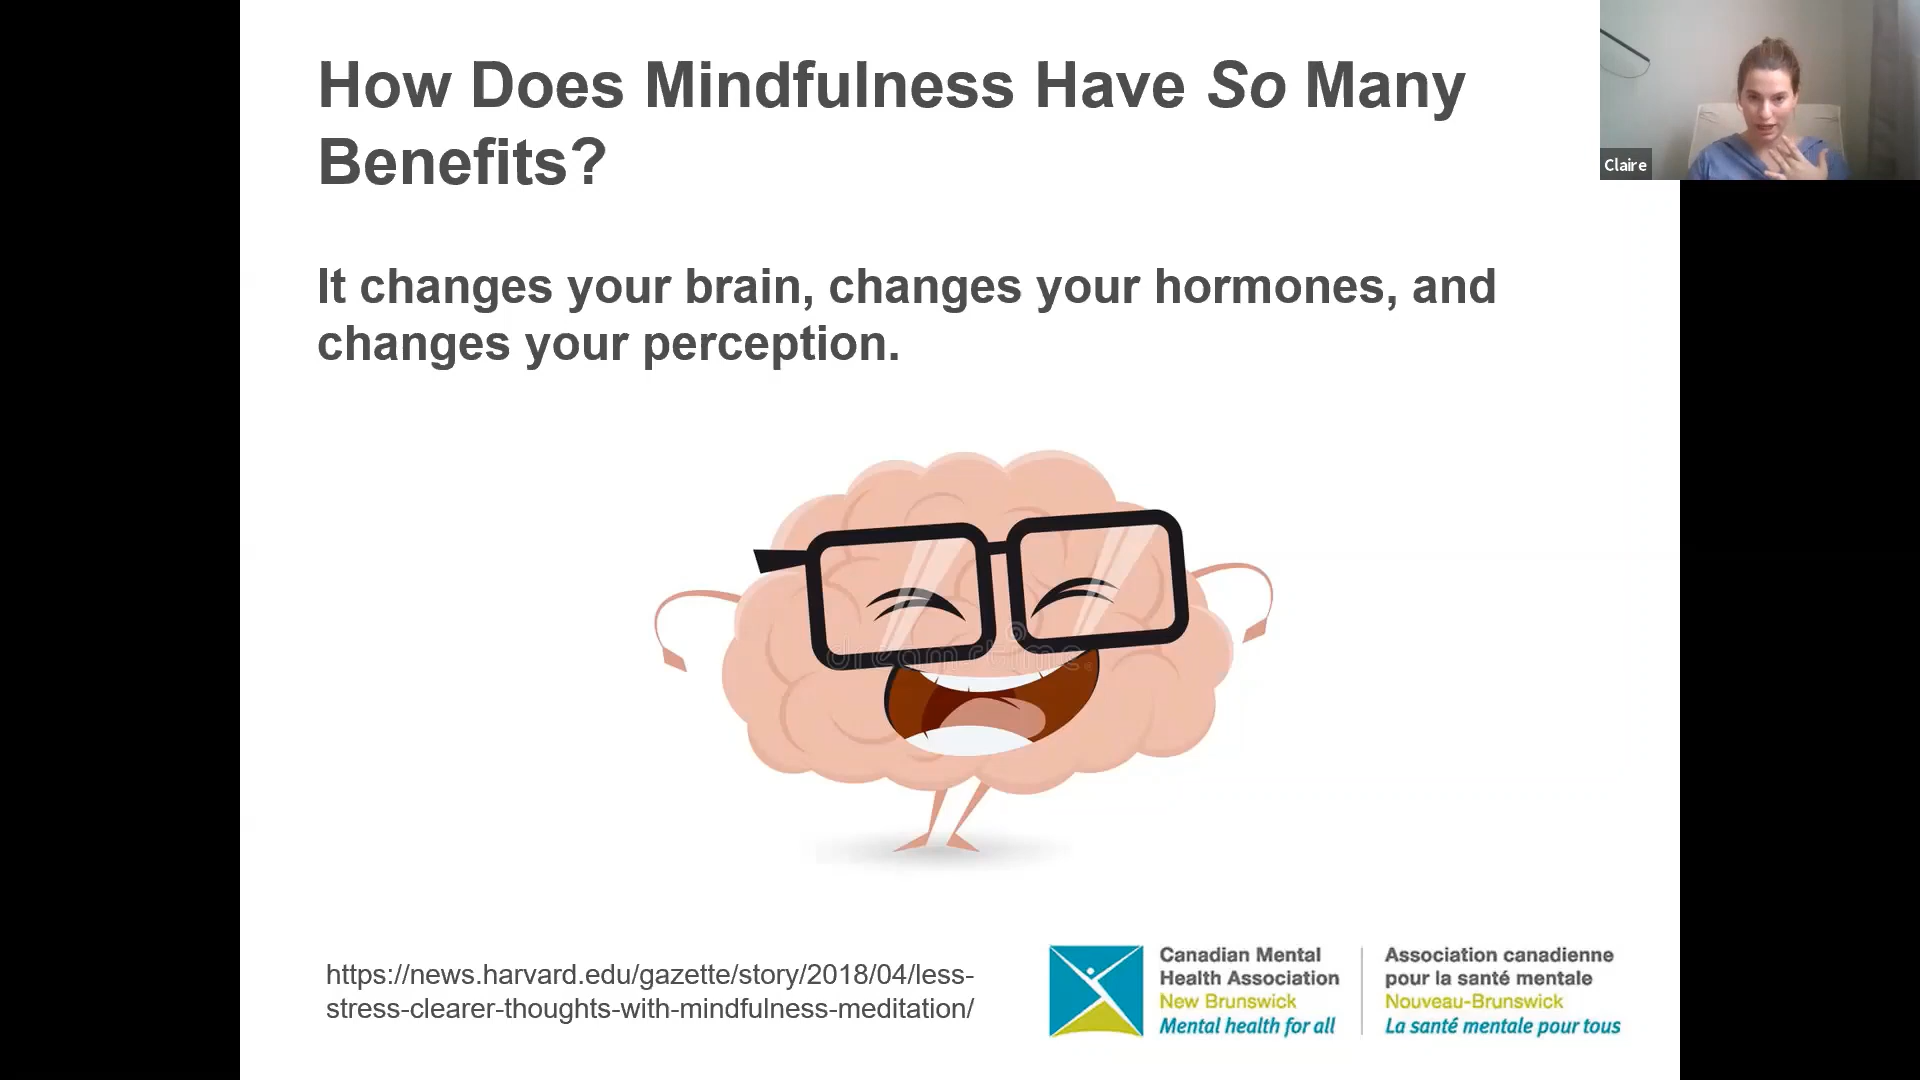 How Does Mindfulness Have So Many
Benefits?
It changes your brain, changes your hormones, and
changes your perception.
dreamstime.
https://news.harvard.edu/gazette/story/2018/04/less-
stress-clearer-thoughts-with-mindfulness-meditation/
Canadian Mental
Health Association
New Brunswick
Mental health for all
Association canadienne
pour la santé mentale
Nouveau-Brunswick
La santé mentale pour tous
Claire